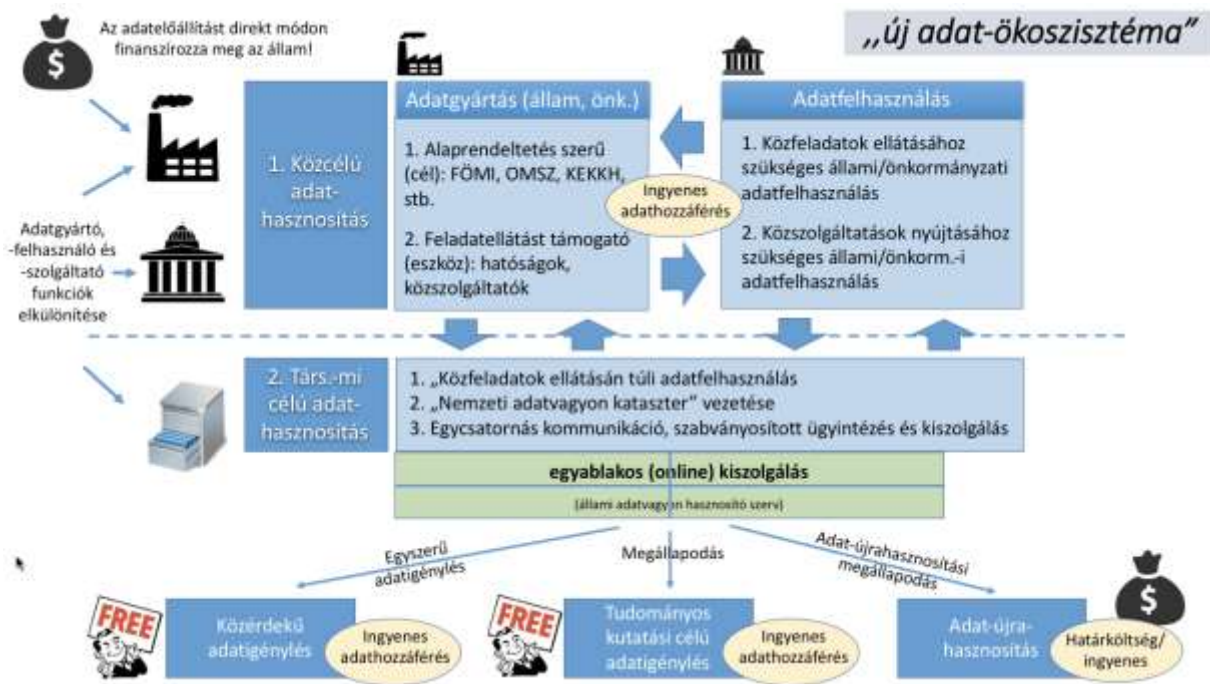 Az adatelőállítást direkt módon
finanszírozza meg az állam!
„új adat-ökoszisztéma”
Adatgyártó,
-felhasználó és
-szolgáltató
funkciók
elkülönítése
1. Közcélú
adat-
hasznosítás
Adatgyártás (állam, önk.)
1. Alaprendeltetés szerű
(cél): FÖMI, OMSZ, KEKKH,
stb.
2. Feladatellátást támogató
(eszköz): hatóságok,
közszolgáltatók
Ingyenes
adathozzáférés
Adatfelhasználás
1. Közfeladatok ellátásához
szükséges állami/önkormányzati
adatfelhasználás
2. Közszolgáltatások nyújtásához
szükséges állami/önkorm.-i
adatfelhasználás
2. Társ.-mi
célú adat-
hasznosítás
1. „Közfeladatok ellátásán túli adatfelhasználás
2. „Nemzeti adatvagyon kataszter” vezetése
3. Egycsatornás kommunikáció, szabványosított ügyintézés és kiszolgálás
egyablakos (online) kiszolgálás
(állami adatvagyon hasznosító szerv)
Egyszerű
adatigénylés
Megállapodás
Adat-újrahasznosítási
megállapodás
FREE
Közérdekű
adatigénylés
Ingyenes
adathozzáférés
FREE
Tudományos
kutatási célú
adatigénylés
Ingyenes
adathozzáférés
Adat-újra-
hasznosítás
Határköltség/
ingyenes
$
$